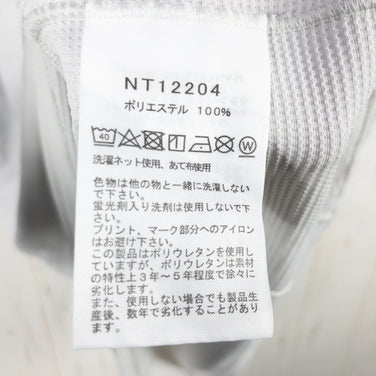 NT12204
ポリエステル 100%
40 W
洗濯ネット使用、あて布使用
色物は他の物と一緒に洗濯しない
で下さい。
蛍光剤入り洗剤は使用しないで下
さい。
プリント、マーク部分へのアイロン
はお避け下さい。
この製品はポリウレタンを使用し
ていますが、ポリウレタンは素材
の特性上3年～5年程度で徐々に
劣化します。
また、使用しない場合でも製品生
産後、数年で劣化することがあり
ます。